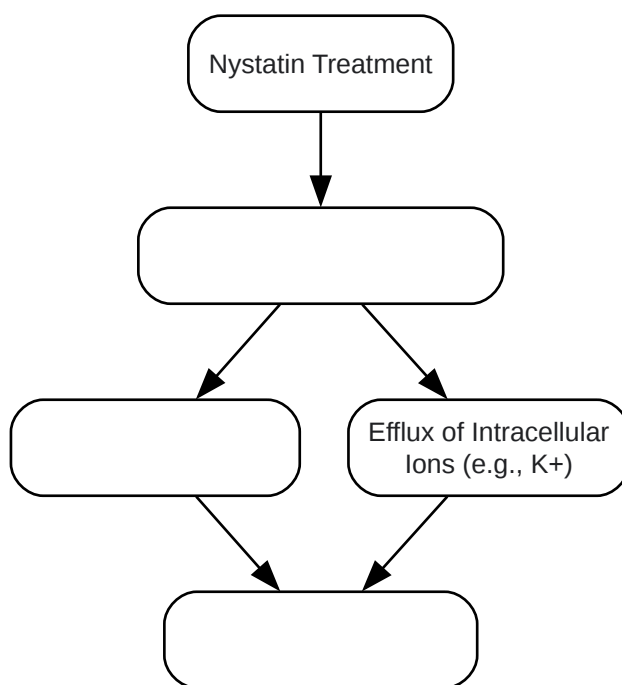 Nystatin Treatment
Efflux of Intracellular
Ions (e.g., K+)